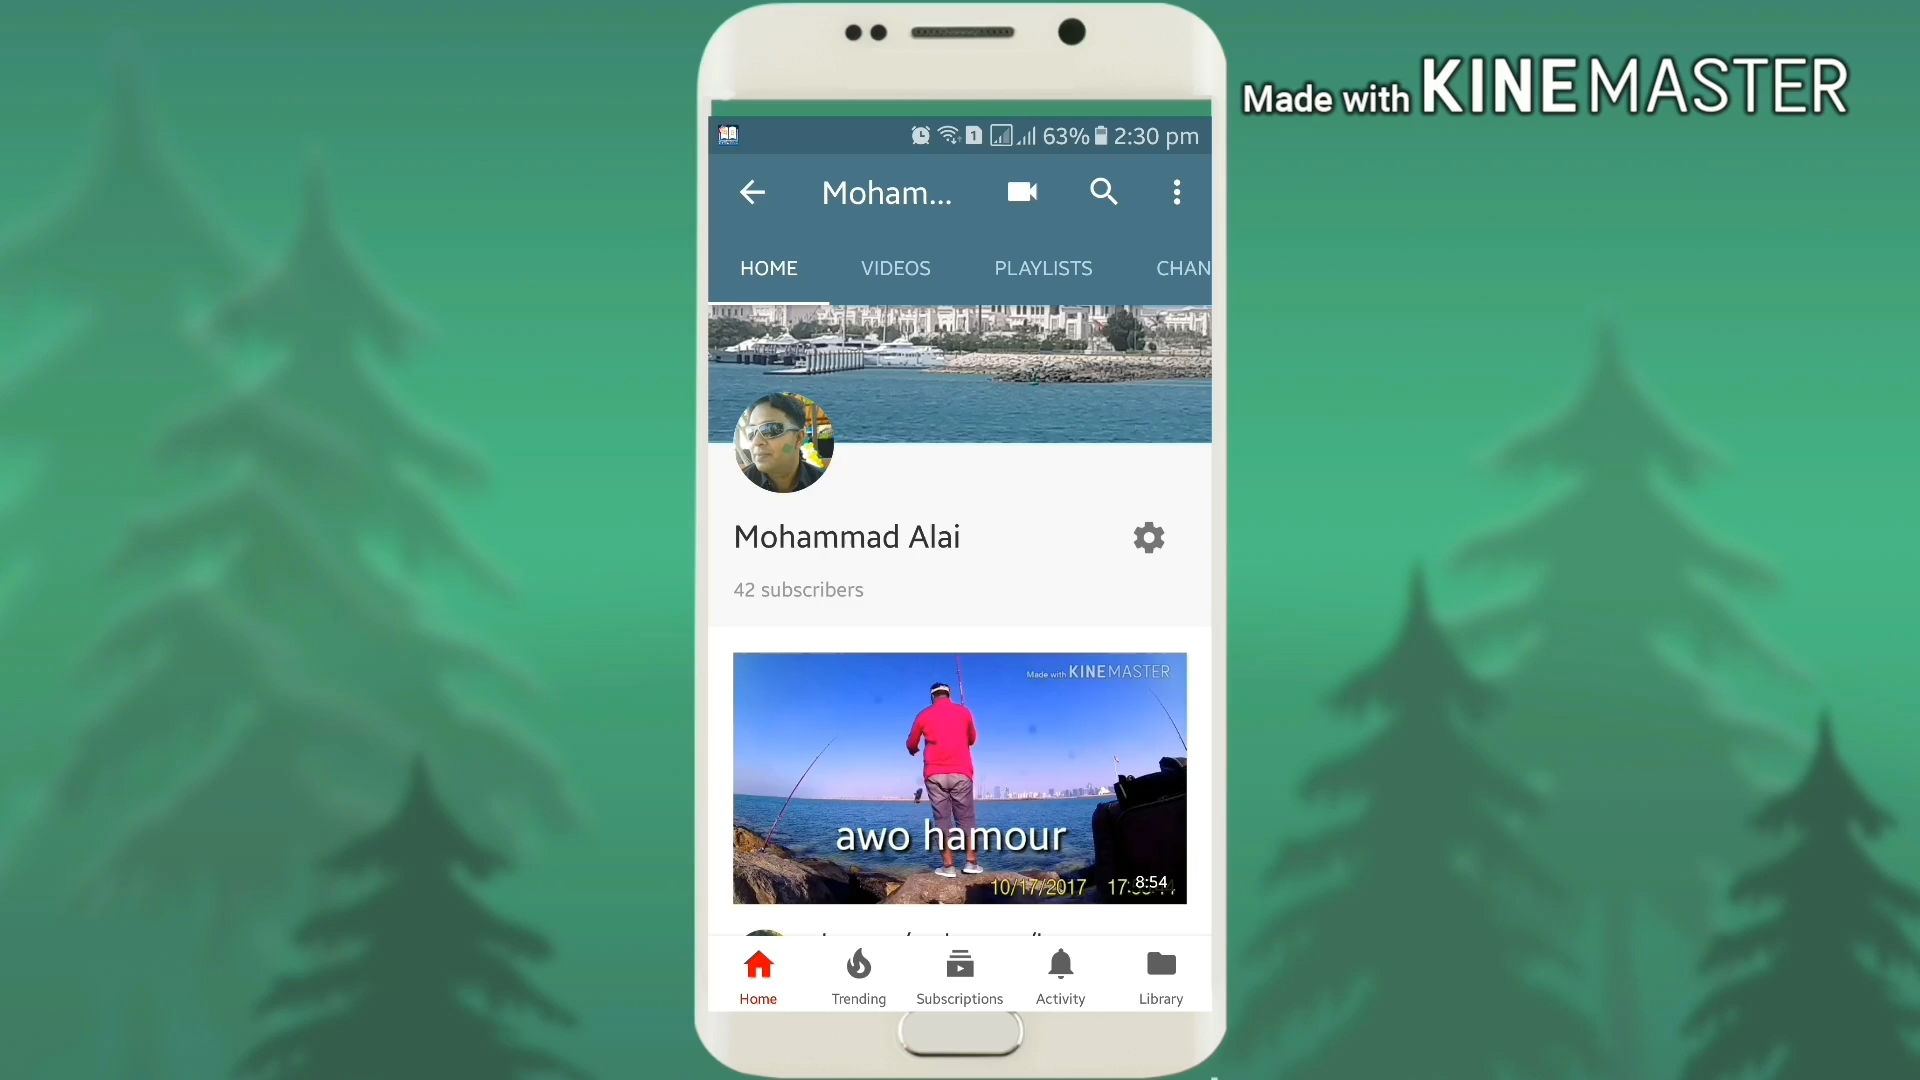 Made with KINEMASTER
63% 2:30 pm
Moham...
HOME VIDEOS PLAYLISTS CHAN
Mohammad Alai
42 subscribers
Made with KINEMASTER
awo hamour
10/17/2017
8:54
Home Trending Subscriptions Activity Library